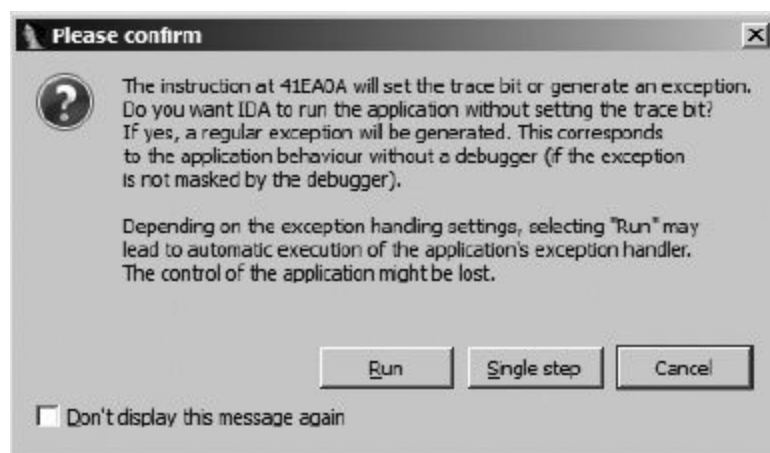 Please confirm
The instruction at 41EA0A will set the trace bit or generate an exception.
Do you want IDA to run the application without setting the trace bit?
If yes, a regular exception will be generated. This corresponds
to the application behaviour without a debugger (if the exception
is not masked by the debugger).
Depending on the exception handling settings, selecting "Run" may
lead to automatic execution of the application's exception handler.
The control of the application might be lost.
Run Single step Cancel
Don't display this message again